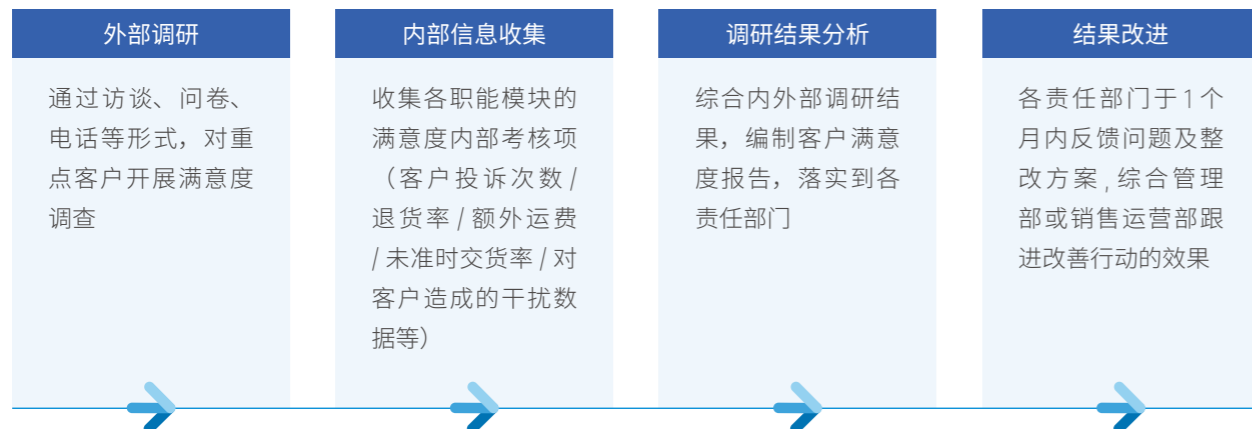 外部调研
通过访谈、问卷、
电话等形式，对重
点客户开展满意度
调查
内部信息收集
收集各职能模块的
满意度内部考核项
（客户投诉次数 /
退货率 / 额外运费
/ 未准时交货率 / 对
客户造成的干扰数
据等）
调研结果分析
综合内外部调研结
果，编制客户满意
度报告，落实到各
责任部门
结果改进
各责任部门于 1 个
月内反馈问题及整
改方案 , 综合管理
部或销售运营部跟
进改善行动的效果